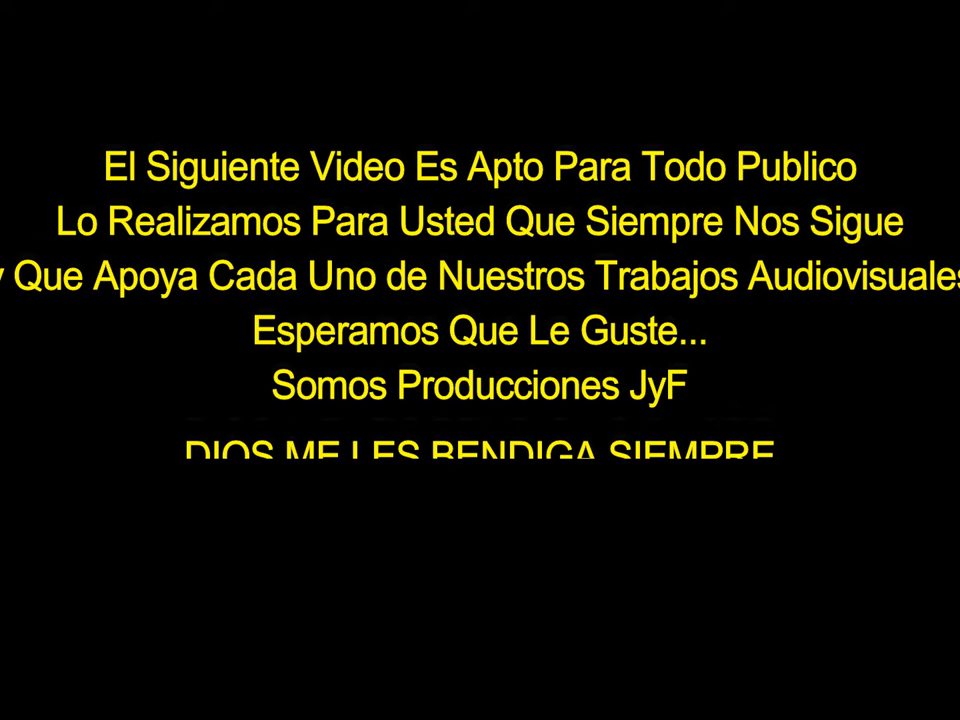 El Siguiente Video Es Apto Para Todo Publico
Lo Realizamos Para Usted Que Siempre Nos Sigue
y Que Apoya Cada Uno de Nuestros Trabajos Audiovisuales
Esperamos Que Le Guste...
Somos Producciones JyF
DIOS ME LES BENDIGA SIEMPRE